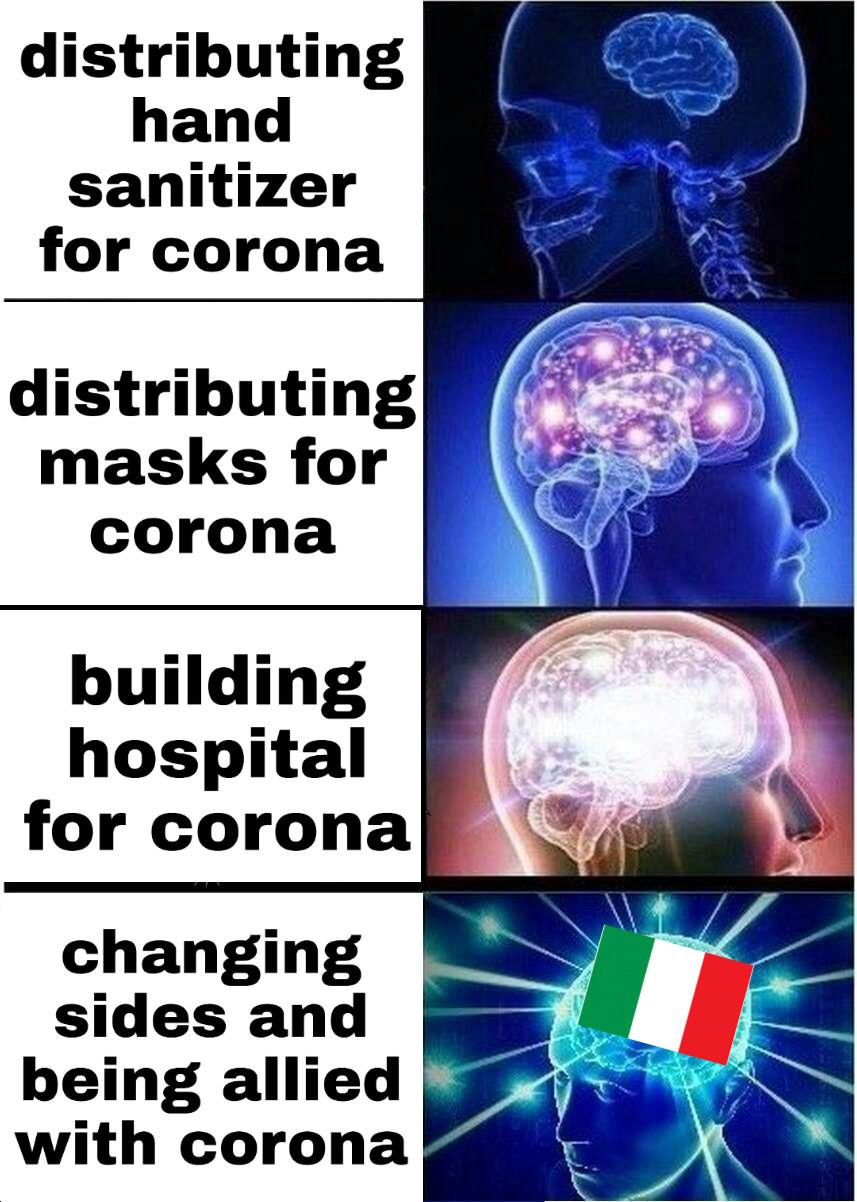 distributing
hand
sanitizer
for corona
distributing
masks for
corona
building
hospital
for corona
changing
sides and
being allied
with corona